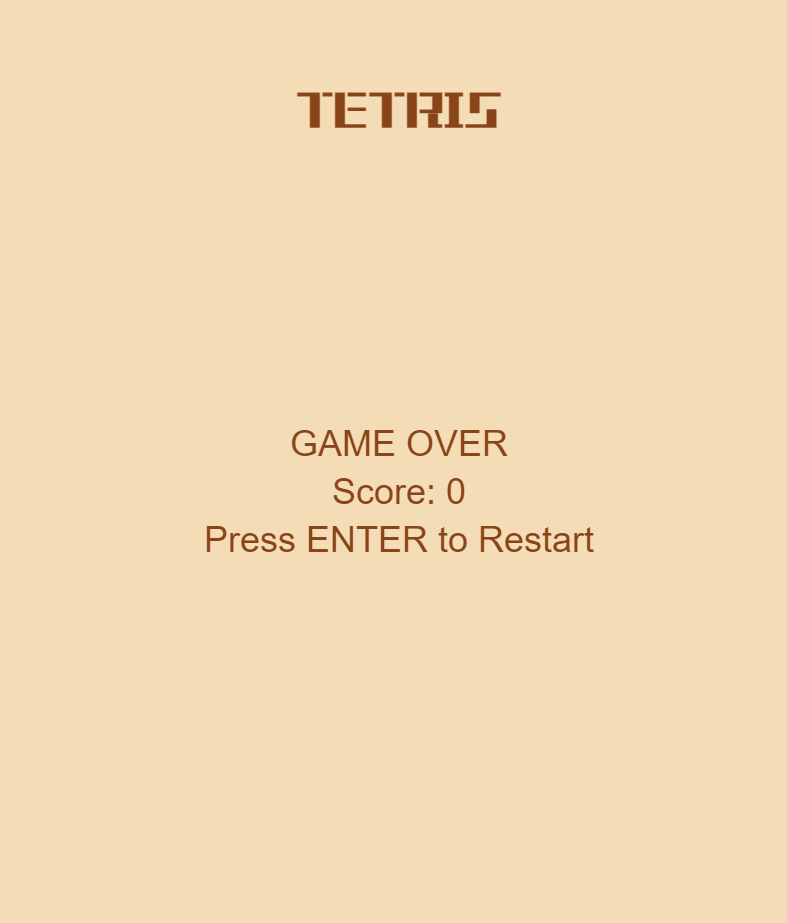 TETRIS
GAME OVER
Score: 0
Press ENTER to Restart